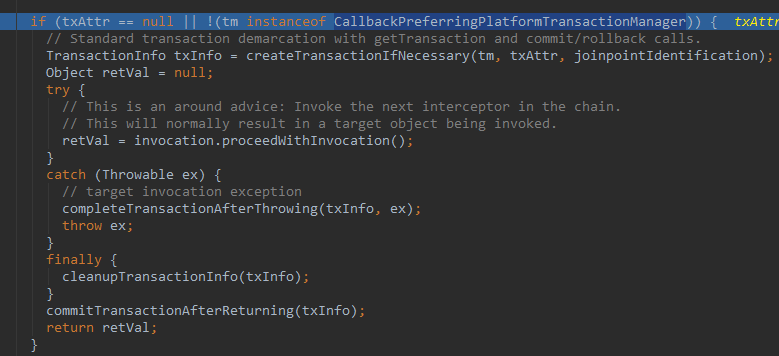 if (txAttr == null || !(tm instanceof CallbackPreferringPlatformTransactionManager)) { txAttr
// Standard transaction demarcation with getTransaction and commit/rollback calls.
TransactionInfo txInfo = createTransactionIfNecessary(tm, txAttr, joinpointIdentification);
Object retVal = null;
try {
// This is an around advice: Invoke the next interceptor in the chain.
// This will normally result in a target object being invoked.
retVal = invocation.proceedWithInvocation();
}
catch (Throwable ex) {
// target invocation exception
completeTransactionAfterThrowing(txInfo, ex);
throw ex;
}
finally {
cleanupTransactionInfo(txInfo);
}
commitTransactionAfterReturning(txInfo);
return retVal;
}